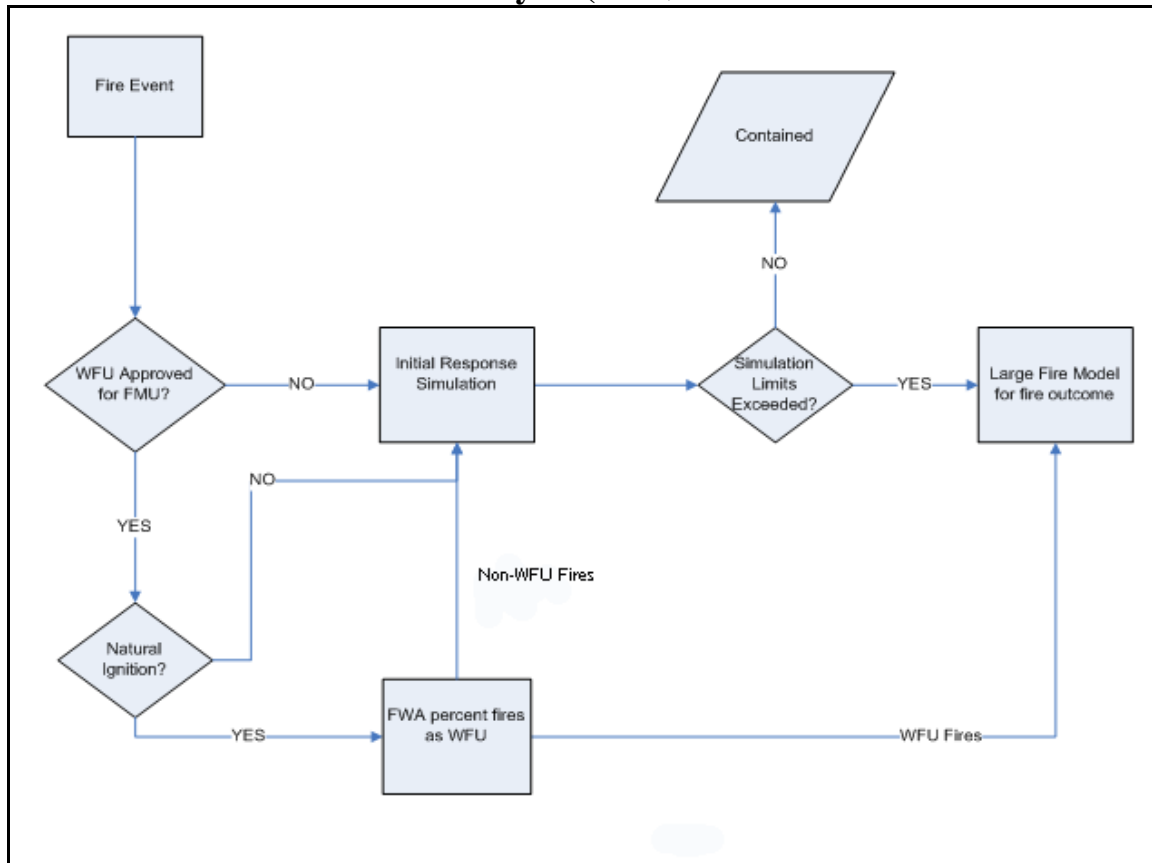 Fire Event
Contained
NO
WFU Approved
for FMU?
NO
Initial Response
Simulation
Simulation
Limits
Exceeded?
YES
Large Fire Model
for fire outcome
NO
YES
Non-WFU Fires
Natural
Ignition?
FWA percent fires
as WFU
YES
WFU Fires